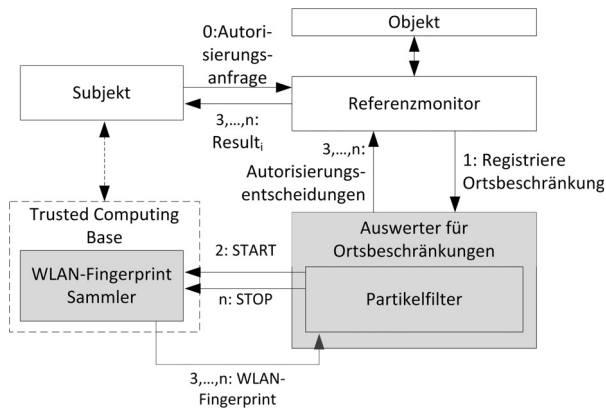 0:Autori-
sierungs-
anfrage
Objekt
Subjekt
Referenzmonitor
3,...,n:
Result_i
3,...,n:
Autorisierungs-
entscheidungen
1: Registriere
Ortsbeschränkung
Trusted Computing
Base
WLAN-Fingerprint
Sammler
2: START
n: STOP
Auswerter für
Ortsbeschränkungen
Partikelfilter
3,...,n: WLAN-
Fingerprint